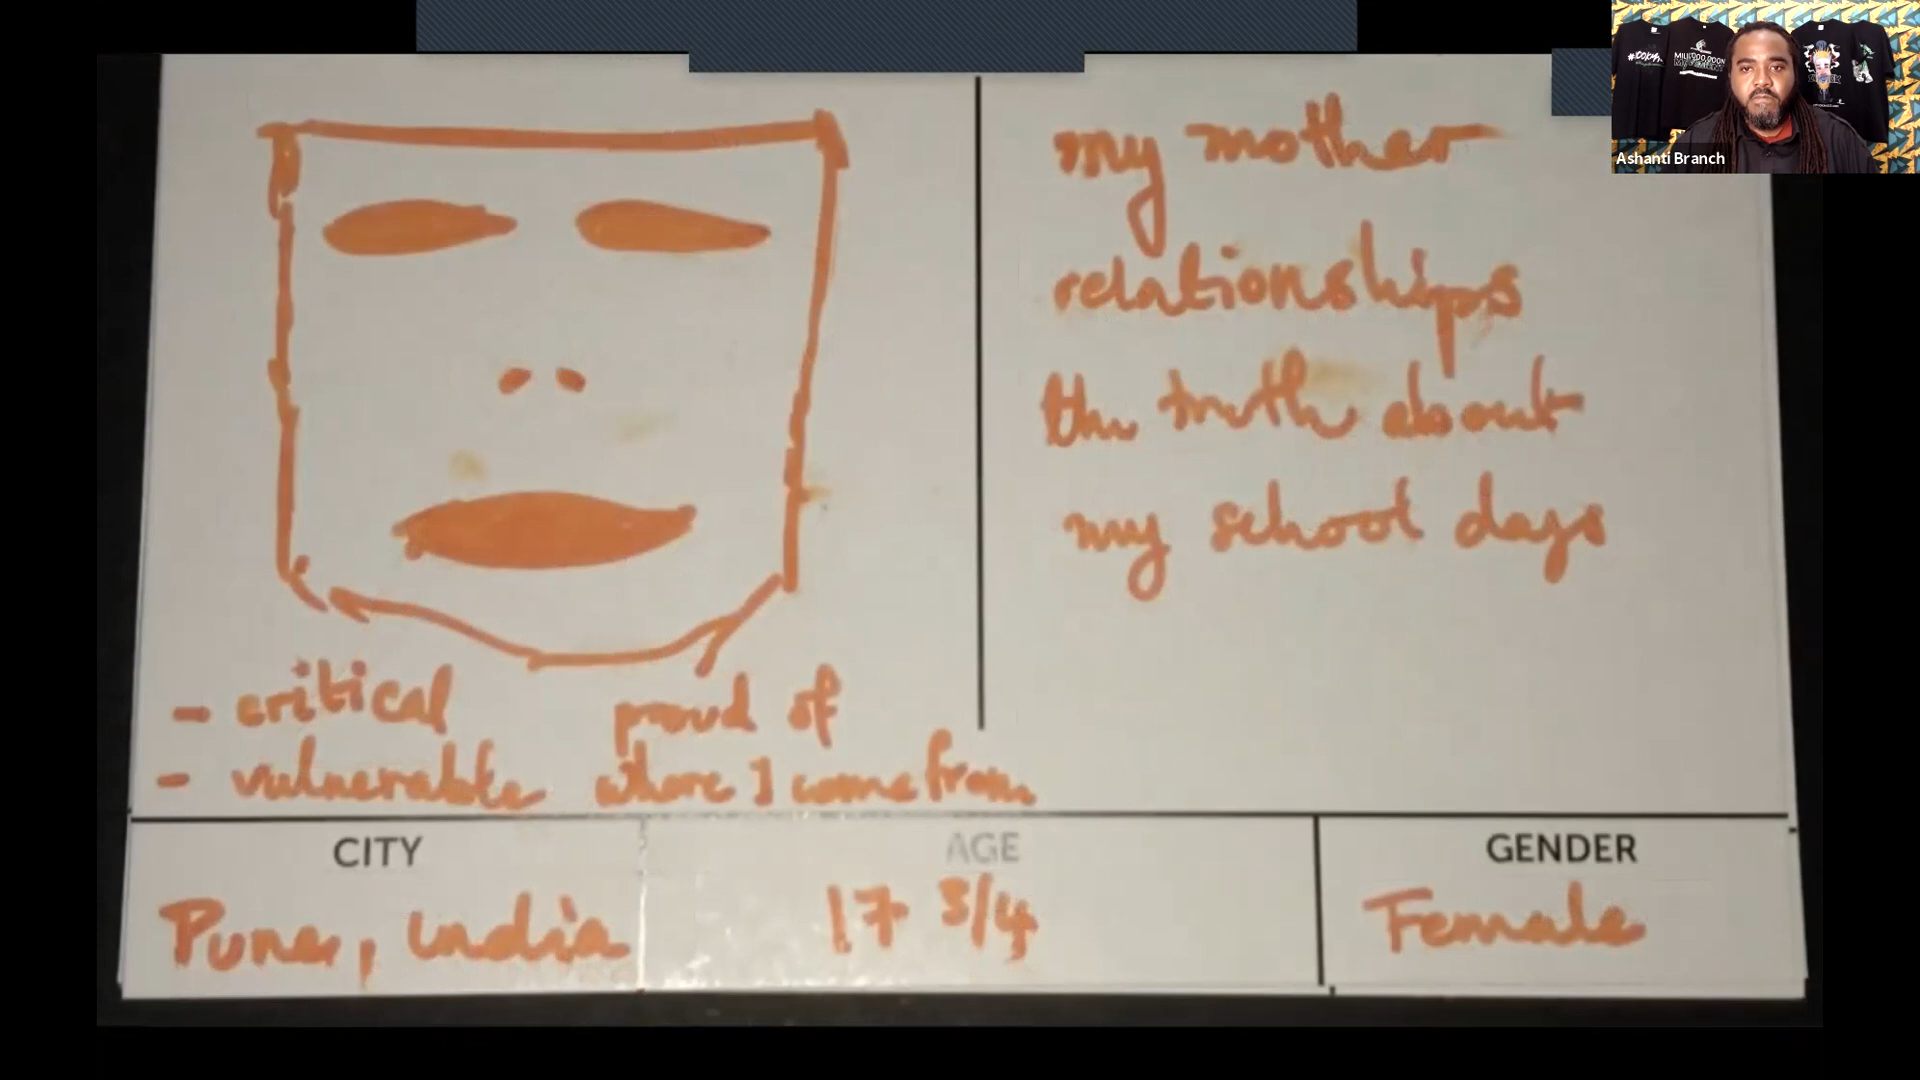 my mother
relationships
the truth about
my school days
- critical
- vulnerable
proud of
where I come from
CITY
AGE
GENDER
Pune, India
17 3/4
Female
Ashanti Branch